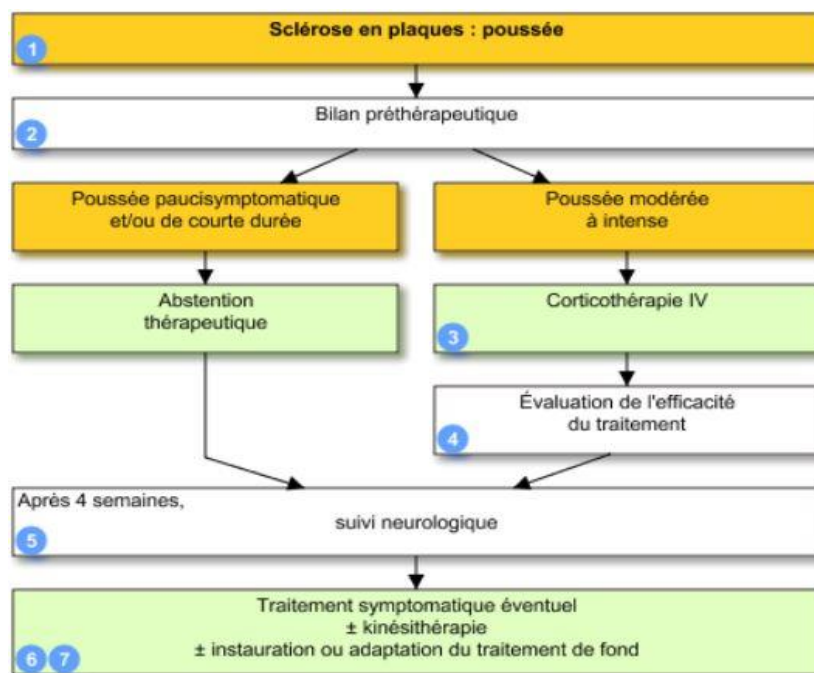 Sclérose en plaques : poussée
1
Bilan préthérapeutique
2
Poussée paucisymptomatique
et/ou de courte durée
Poussée modérée
à intense
Abstention
thérapeutique
Corticothérapie IV
3
Évaluation de l'efficacité
du traitement
4
Après 4 semaines,
suivi neurologique
5
Traitement symptomatique éventuel
± kinésithérapie
± instauration ou adaptation du traitement de fond
6 7